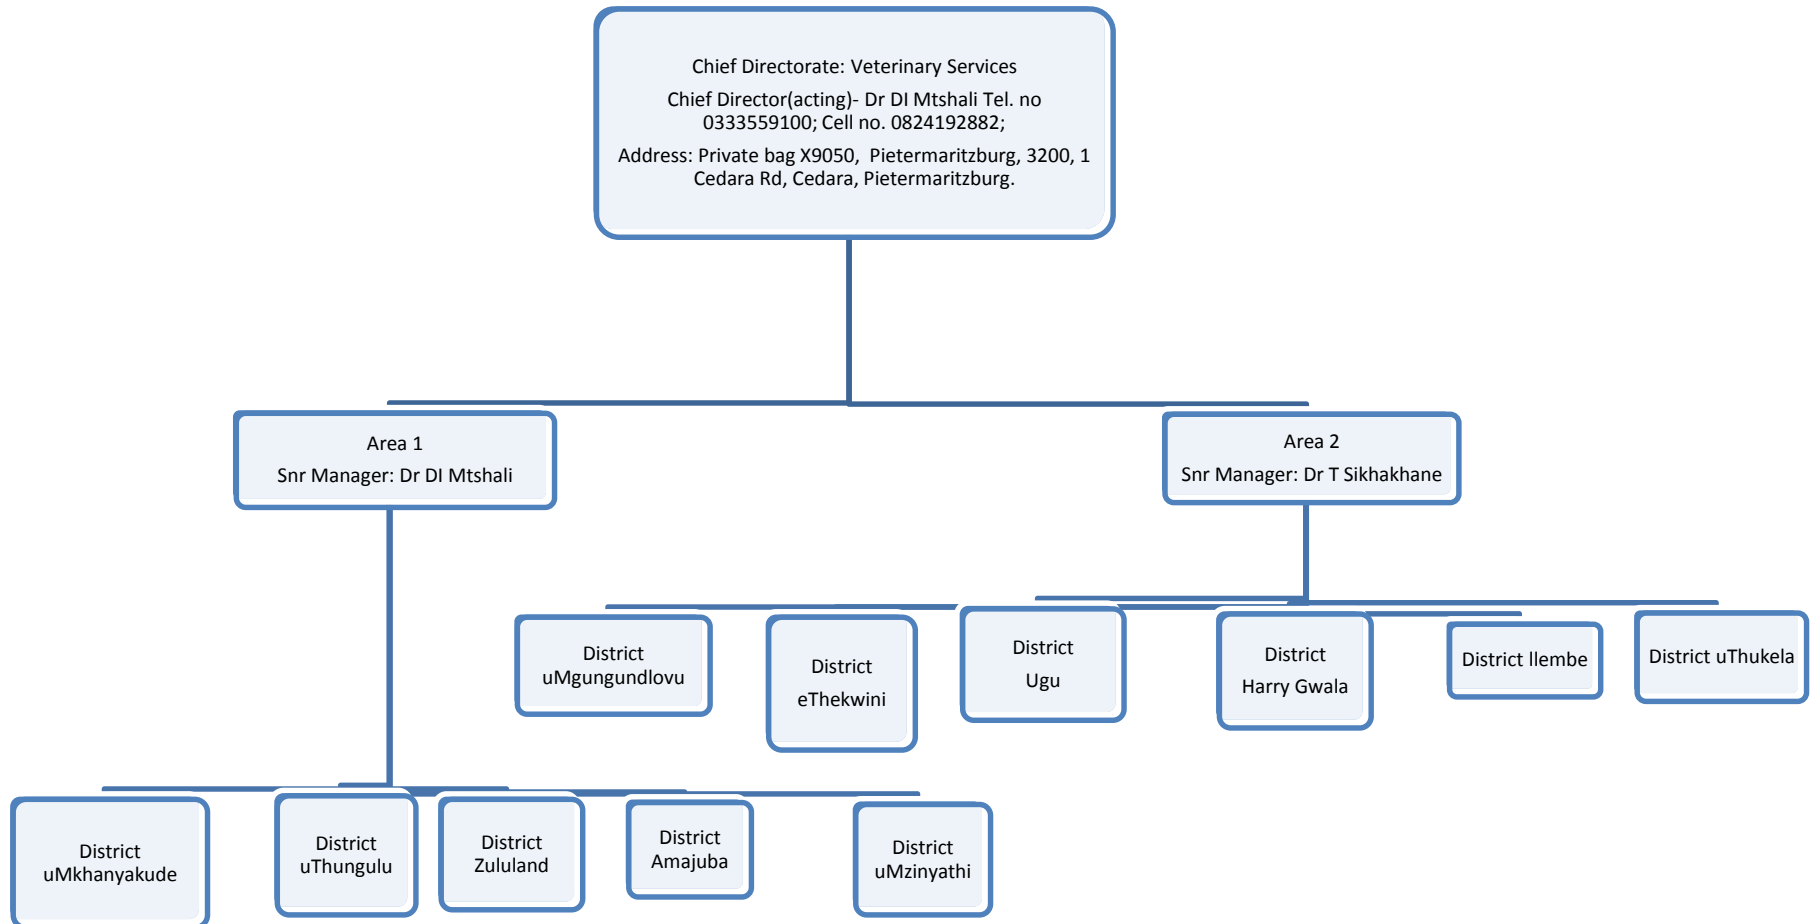 Chief Directorate: Veterinary Services
Chief Director(acting)- Dr DI Mtshali Tel. no
0333559100; Cell no. 0824192882;
Address: Private bag X9050, Pietermaritzburg, 3200, 1
Cedara Rd, Cedara, Pietermaritzburg.
Area 1
Snr Manager: Dr DI Mtshali
Area 2
Snr Manager: Dr T Sikhakhane
District
uMgungundlovu
District
eThekwini
District
Ugu
District
Harry Gwala
District llembe
District uThukela
District
uMkhanyakude
District
uThungulu
District
Zululand
District
Amajuba
District
uMzinyathi